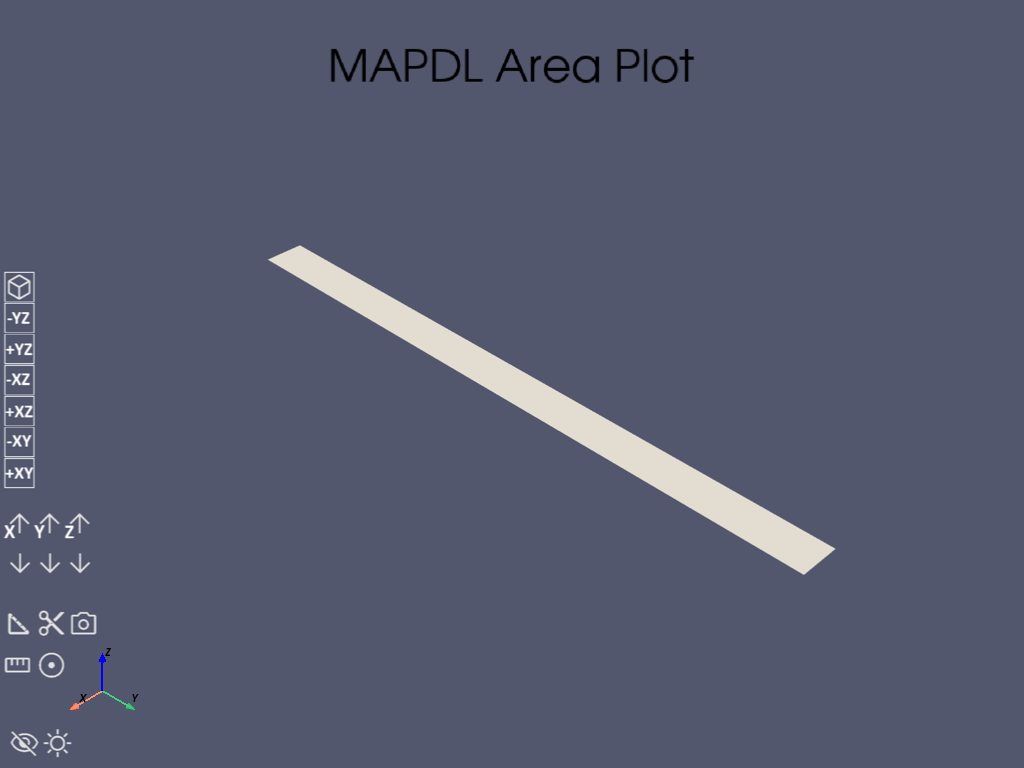 MAPDL Area Plot
-YZ
+YZ
-XZ
+XZ
-XY
+XY
X Y Z
Z
X Y